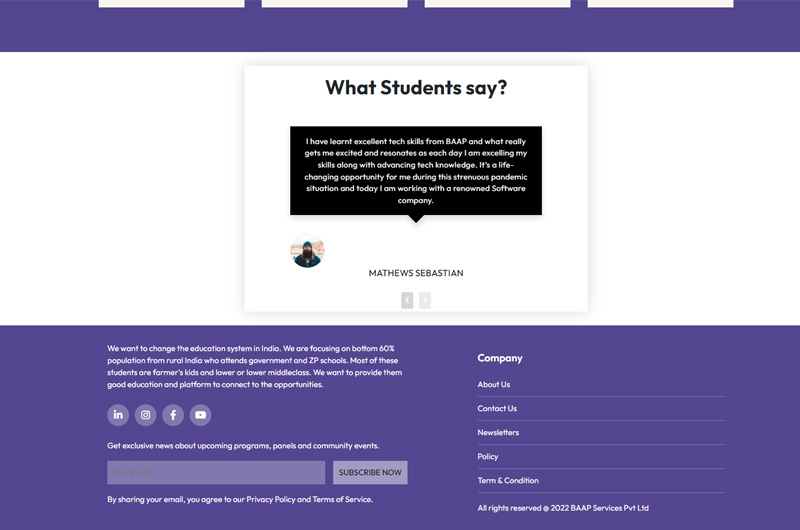 What Students say?
I have learnt excellent tech skills from BAAP and what really
gets me excited and resonates as each day I am excelling my
skills along with advancing tech knowledge. It's a life-
changing opportunity for me during this strenuous pandemic
situation and today I am working with a renowned Software
company.
MATHEWS SEBASTIAN
We want to change the education system in India. We are focusing on bottom 60%
population from rural India who attends government and ZP schools. Most of these
students are farmer's kids and lower or lower middleclass. We want to provide them
good education and platform to connect to the opportunities.
Get exclusive news about upcoming programs, panels and community events.
Your Email
SUBSCRIBE NOW
By sharing your email, you agree to our Privacy Policy and Terms of Service.
Company
About Us
Contact Us
Newsletters
Policy
Term & Condition
All rights reserved @ 2022 BAAP Services Pvt Ltd